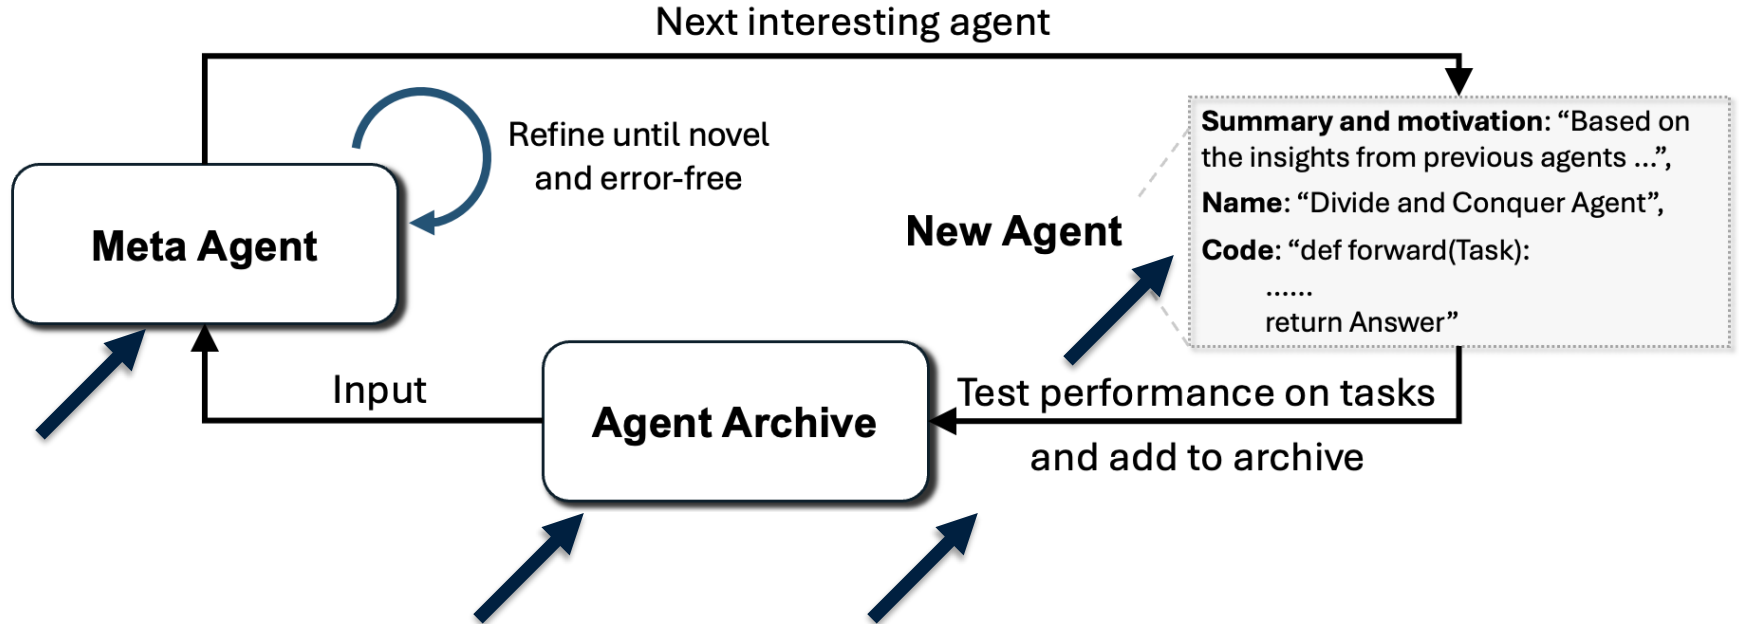 Next interesting agent
Refine until novel
and error-free
Meta Agent
New Agent
Summary and motivation: “Based on
the insights from previous agents ...”,
Name: “Divide and Conquer Agent”,
Code: “def forward(Task):
......
return Answer”
Input
Agent Archive
Test performance on tasks
and add to archive